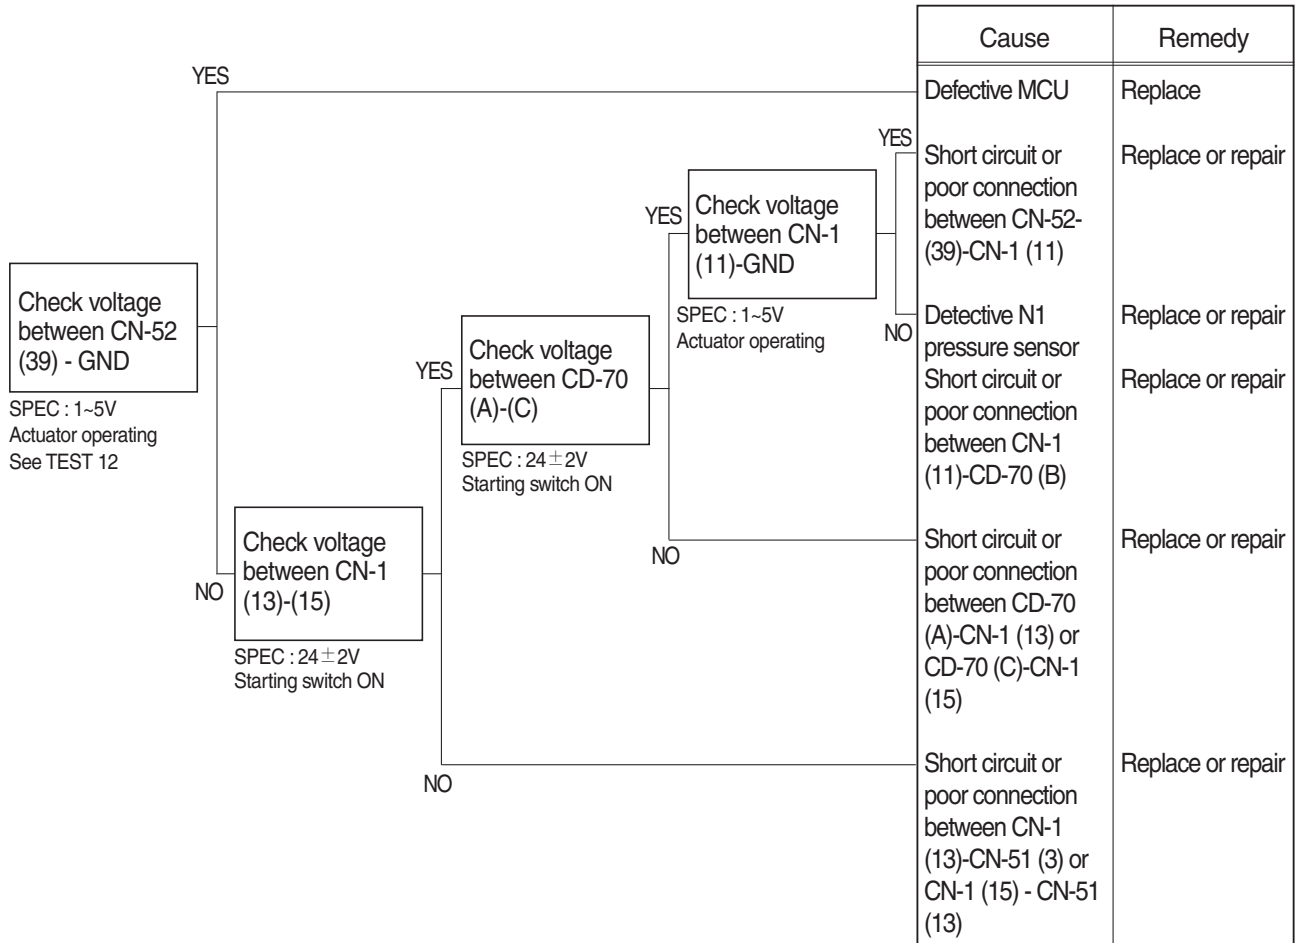 Cause
Remedy
YES
Defective MCU
Replace
YES
Short circuit or
poor connection
between CN-52-
(39)-CN-1 (11)
Replace or repair
YES
Check voltage
between CN-1
(11)-GND
SPEC : 1~5V
Actuator operating
NO
Detective N1
pressure sensor
Replace or repair
Short circuit or
poor connection
between CN-1
(11)-CD-70 (B)
Replace or repair
Check voltage
between CN-52
(39) - GND
SPEC : 1~5V
Actuator operating
See TEST 12
YES
Check voltage
between CD-70
(A)-(C)
SPEC : 24±2V
Starting switch ON
NO
Short circuit or
poor connection
between CD-70
(A)-CN-1 (13) or
CD-70 (C)-CN-1
(15)
Replace or repair
NO
Check voltage
between CN-1
(13)-(15)
SPEC : 24±2V
Starting switch ON
NO
Short circuit or
poor connection
between CN-1
(13)-CN-51 (3) or
CN-1 (15) - CN-51
(13)
Replace or repair